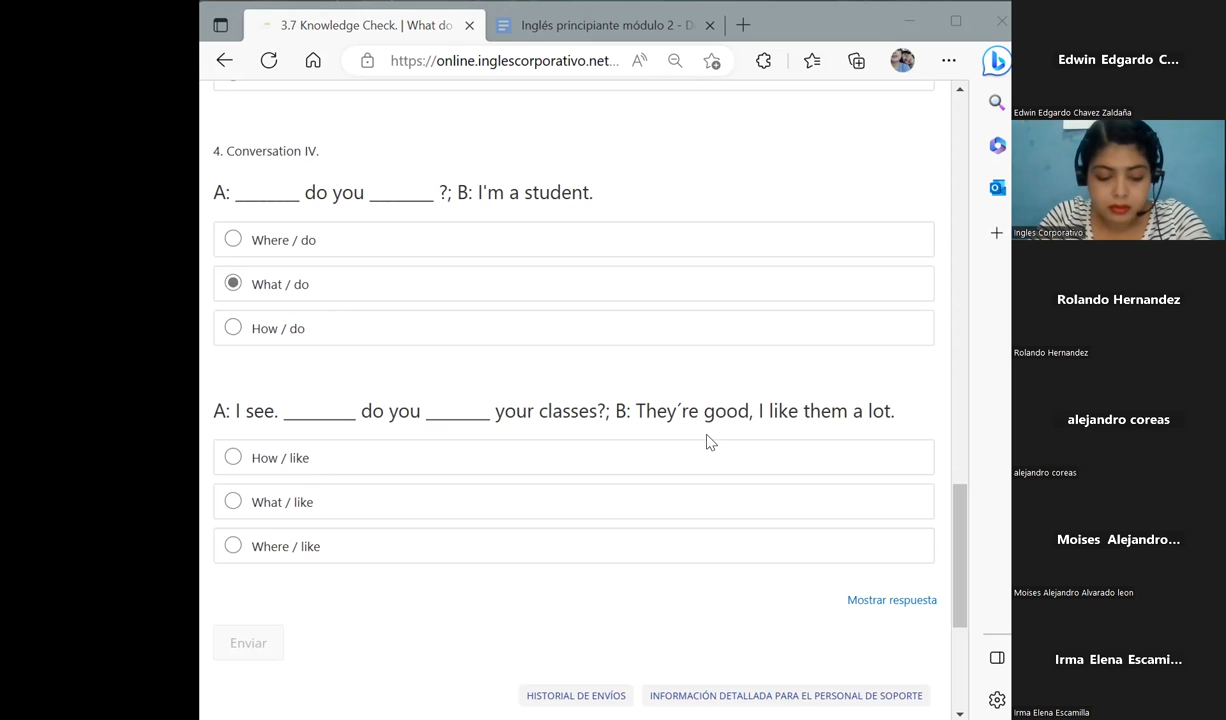 3.7 Knowledge Check. | What do
Inglés principiante módulo 2 - D
https://online.inglescorporativo.net...
4. Conversation IV.
A: _______ do you _______ ?; B: I'm a student.
Where / do
What / do
How / do
A: I see. ________ do you _______ your classes?; B: They´re good, I like them a lot.
How / like
What / like
Where / like
Mostrar respuesta
Enviar
HISTORIAL DE ENVÍOS
INFORMACIÓN DETALLADA PARA EL PERSONAL DE SOPORTE
Edwin Edgardo C...
Edwin Edgardo Chavez Zaldaña
Ingles Corporativo
Rolando Hernandez
Rolando Hernandez
alejandro coreas
alejandro coreas
Moises Alejandro...
Moises Alejandro Alvarado leon
Irma Elena Escami...
Irma Elena Escamilla